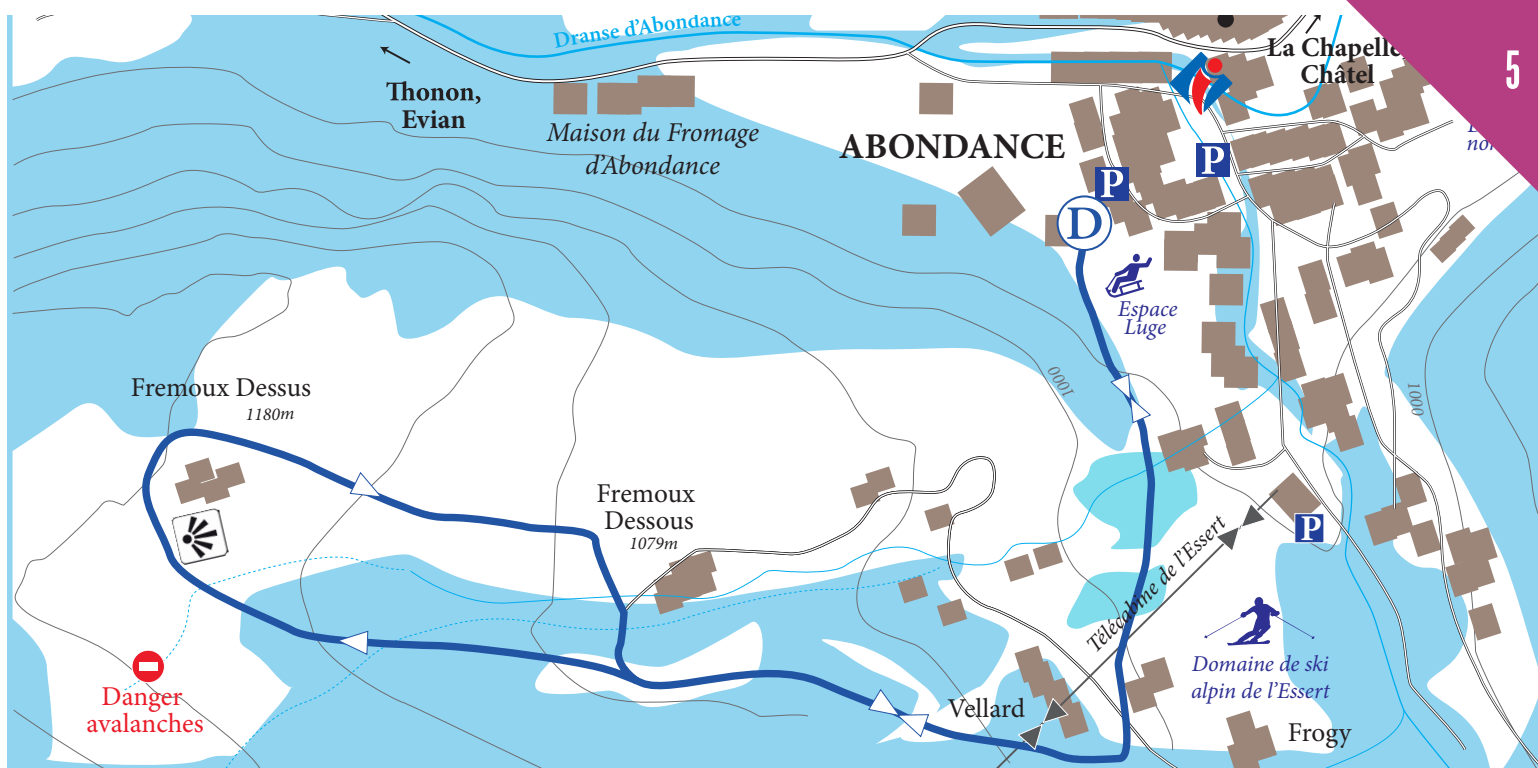 Dranse d'Abondance
La Chapelle,
Châtel
5
Thonon,
Evian
Maison du Fromage
d'Abondance
ABONDANCE
P
P
D
Espace
Luge
1000
1000
Fremoux Dessus
1180m
Fremoux
Dessous
1079m
Télécabine de l'Essert
P
Domaine de ski
alpin de l'Essert
Danger
avalanches
Vellard
Frogy